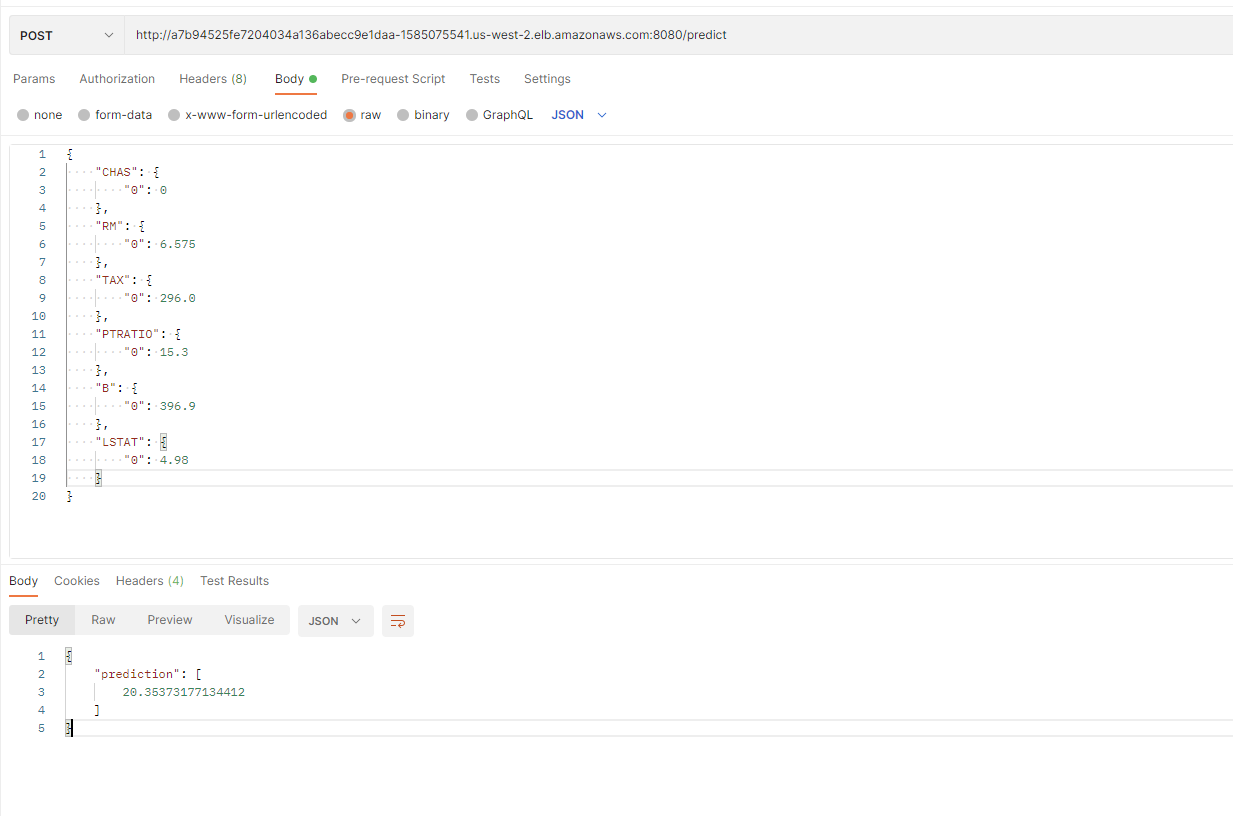 POST http://a7b94525fe7204034a136abecc9e1daa-1585075541.us-west-2.elb.amazonaws.com:8080/predict
Params Authorization Headers (8) Body Pre-request Script Tests Settings
none form-data x-www-form-urlencoded raw binary GraphQL JSON
1 {
2 "CHAS": {
3 "0": 0
4 },
5 "RM": {
6 "0": 6.575
7 },
8 "TAX": {
9 "0": 296.0
10 },
11 "PTRATIO": {
12 "0": 15.3
13 },
14 "B": {
15 "0": 396.9
16 },
17 "LSTAT": {
18 "0": 4.98
19 }
20 }
Body Cookies Headers (4) Test Results
Pretty Raw Preview Visualize JSON
1 {
2 "prediction": [
3 20.35373177134412
4 ]
5 }